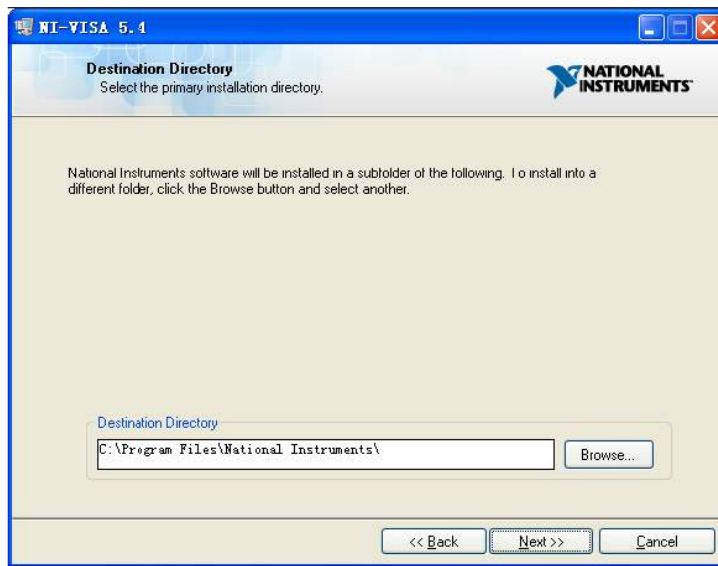 NI-VISA 5.4
Destination Directory
Select the primary installation directory.
NATIONAL
INSTRUMENTS
National Instruments software will be installed in a subfolder of the following. To install into a
different folder, click the Browse button and select another.
Destination Directory
C:\Program Files\National Instruments\
Browse...
<< Back
Next >>
Cancel